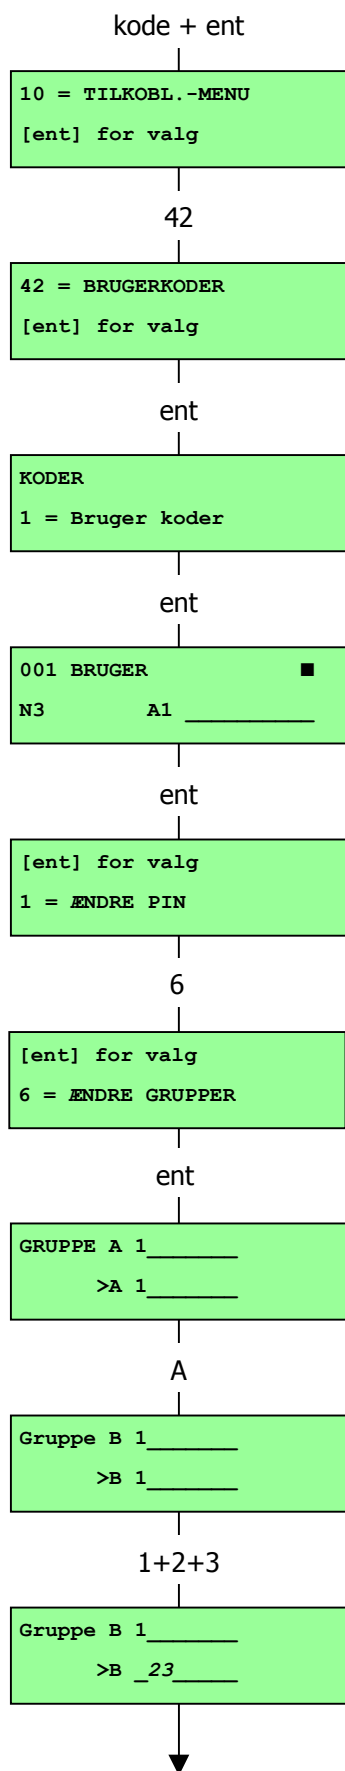 kode + ent
10 = TILKOBL.-MENU
[ent] for valg
42
42 = BRUGERKODER
[ent] for valg
ent
KODER
1 = Bruger koder
ent
001 BRUGER ■
N3 A1 __________
ent
[ent] for valg
1 = ÆNDRE PIN
6
[ent] for valg
6 = ÆNDRE GRUPPER
ent
GRUPPE A 1_______
>A 1_______
A
Gruppe B 1_______
>B 1_______
1+2+3
Gruppe B 1_______
>B _23_____